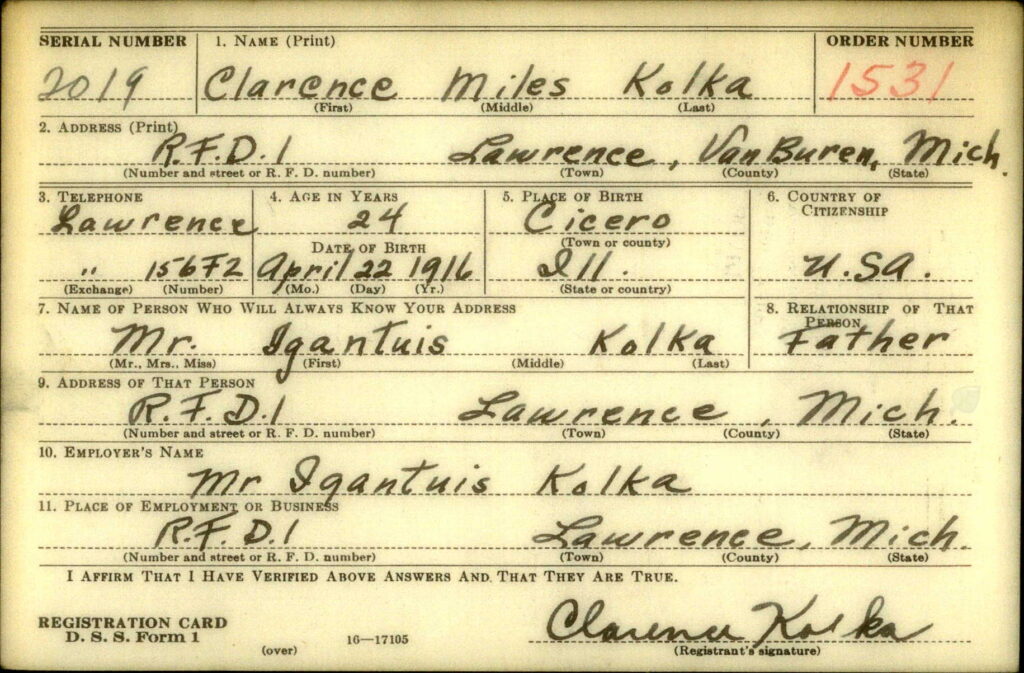 SERIAL NUMBER 1. NAME (Print) ORDER NUMBER
2019 Clarence Miles Kolka 1531
(First) (Middle) (Last)
2. ADDRESS (Print)
R.F.D.1 Lawrence, Van Buren, Mich.
(Number and street or R. F. D. number) (Town) (County) (State)
3. TELEPHONE 4. AGE IN YEARS 5. PLACE OF BIRTH 6. COUNTRY OF CITIZENSHIP
Lawrence 24 Cicero
DATE OF BIRTH (Town or county)
" 156F2 April 22 1916 Ill. U.SA.
(Exchange) (Number) (Mo.) (Day) (Yr.) (State or country)
7. NAME OF PERSON WHO WILL ALWAYS KNOW YOUR ADDRESS 8. RELATIONSHIP OF THAT PERSON
Mr. Igantuis Kolka Father
(Mr., Mrs., Miss) (First) (Middle) (Last)
9. ADDRESS OF THAT PERSON
R.F.D.1 Lawrence, Mich.
(Number and street or R. F. D. number) (Town) (County) (State)
10. EMPLOYER'S NAME
Mr Igantuis Kolka
11. PLACE OF EMPLOYMENT OR BUSINESS
R.F.D.1 Lawrence, Mich.
(Number and street or R. F. D. number) (Town) (County) (State)
I AFFIRM THAT I HAVE VERIFIED ABOVE ANSWERS AND THAT THEY ARE TRUE.
REGISTRATION CARD Clarence Kolka
D. S. S. Form 1 16—17105
(over) (Registrant's signature)